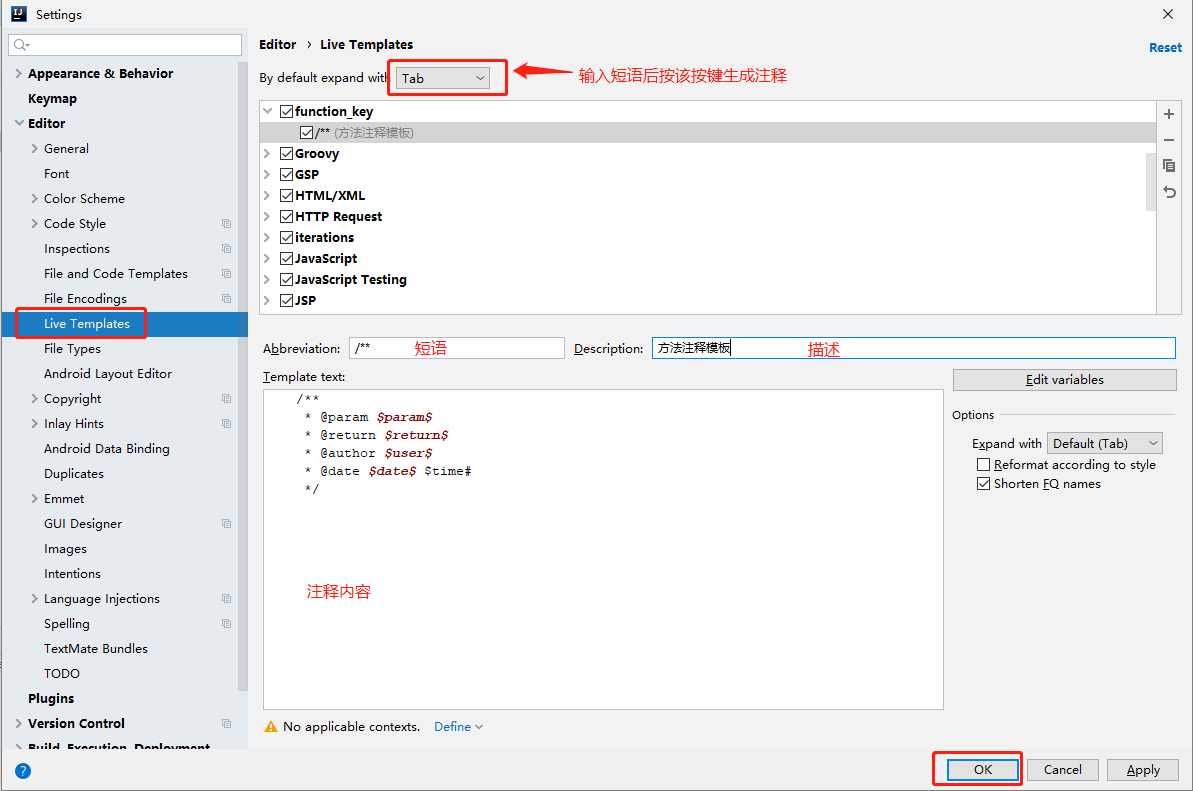 Settings
Editor › Live Templates
Reset
By default expand with Tab
输入短语后按该按键生成注释
Appearance & Behavior
Keymap
Editor
General
Font
Color Scheme
Code Style
Inspections
File and Code Templates
File Encodings
Live Templates
File Types
Android Layout Editor
Copyright
Inlay Hints
Android Data Binding
Duplicates
Emmet
GUI Designer
Images
Intentions
Language Injections
Spelling
TextMate Bundles
TODO
Plugins
Version Control
Build, Execution, Deployment
function_key
/** (方法注释模板)
Groovy
GSP
HTML/XML
HTTP Request
iterations
JavaScript
JavaScript Testing
JSP
Abbreviation: /** 短语 Description: 方法注释模板 描述
Template text:
/**
* @param $param$
* @return $return$
* @author $user$
* @date $date$ $time#
*/
注释内容
Edit variables
Options
Expand with Default (Tab)
Reformat according to style
Shorten FQ names
No applicable contexts. Define
? OK Cancel Apply